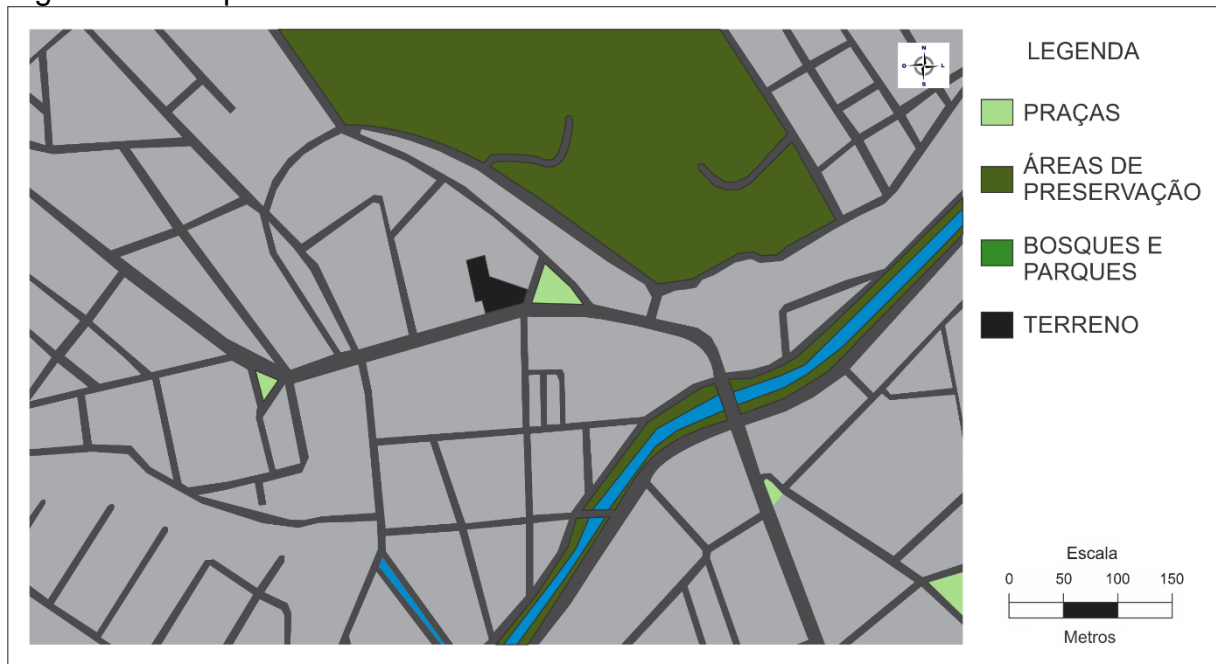 N
O L
S
LEGENDA
PRAÇAS
ÁREAS DE
PRESERVAÇÃO
BOSQUES E
PARQUES
TERRENO
Escala
0 50 100 150
Metros